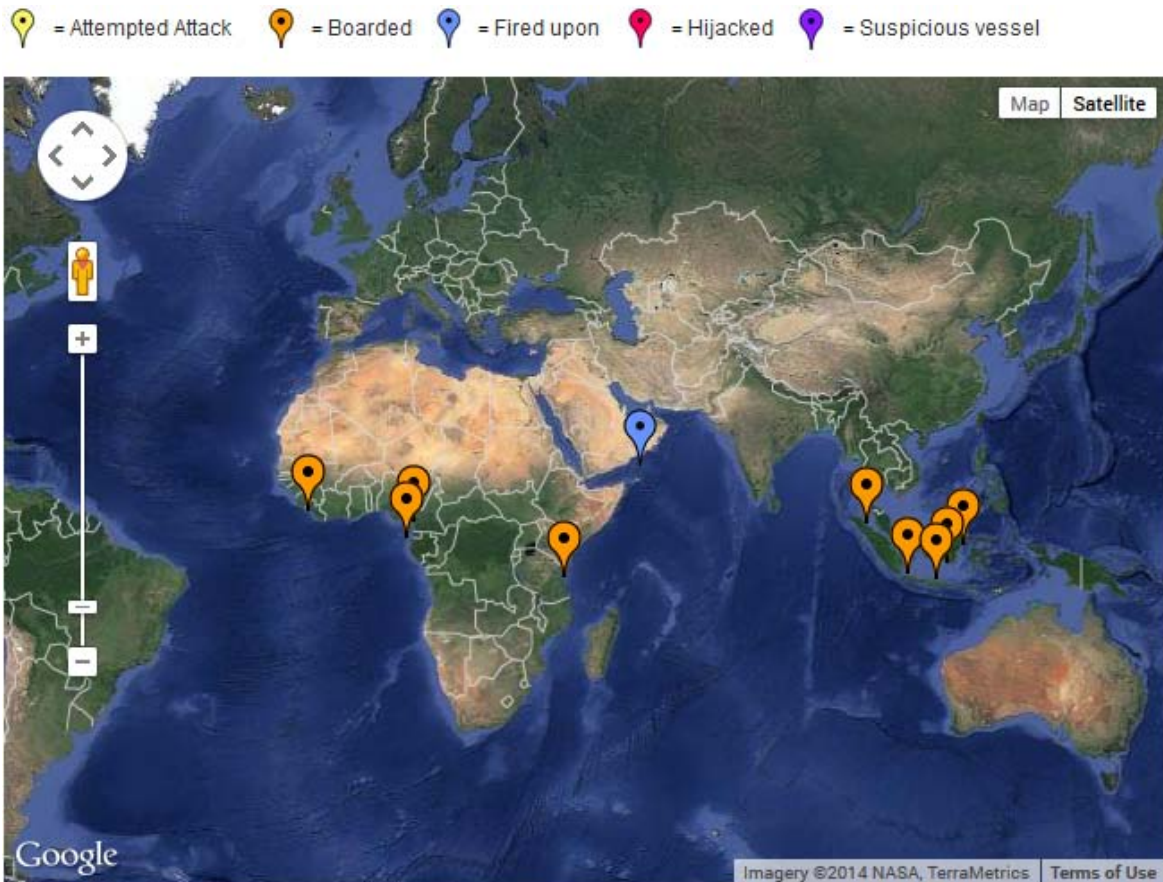 = Attempted Attack = Boarded = Fired upon = Hijacked = Suspicious vessel
Map Satellite
Google
Imagery ©2014 NASA, TerraMetrics Terms of Use